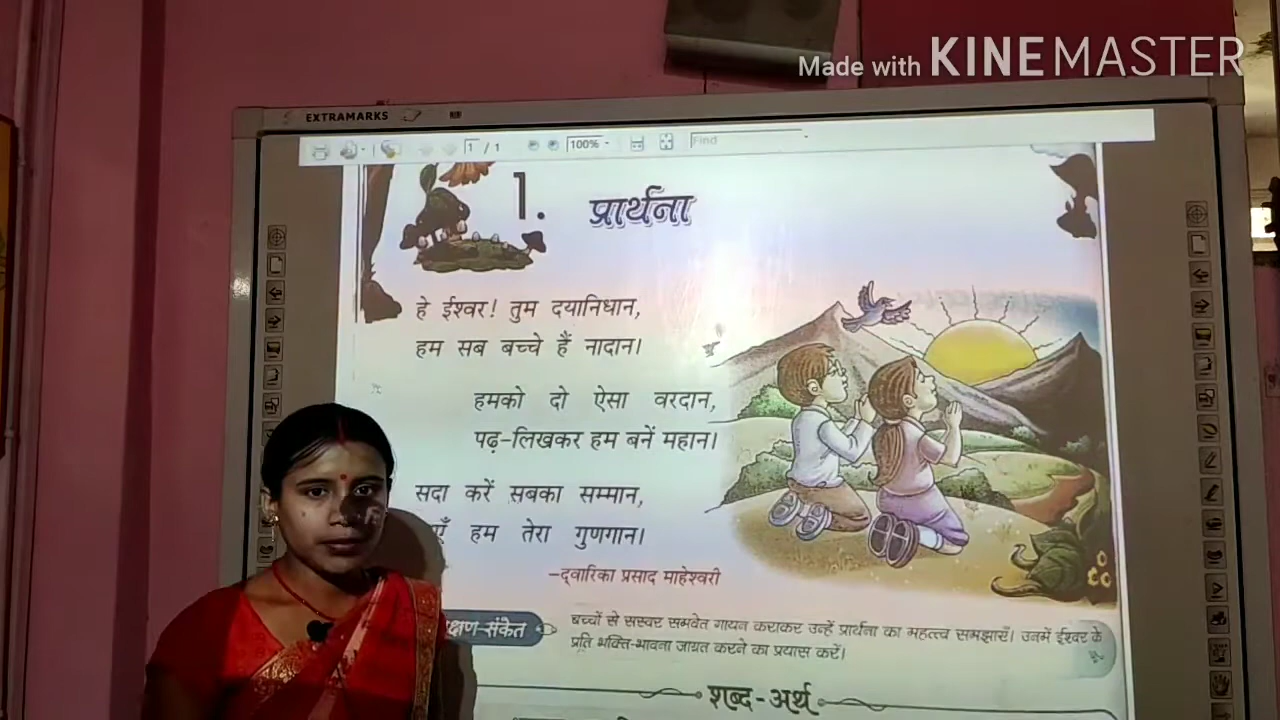 Made with KINEMASTER
EXTRAMARKS
1 / 1
100%
Find
1. प्रार्थना
हे ईश्वर! तुम दयानिधान,
हम सब बच्चे हैं नादान।
हमको दो ऐसा वरदान,
पढ़-लिखकर हम बनें महान।
सदा करें सबका सम्मान,
हम तेरा गुणगान।
-द्वारिका प्रसाद माहेश्वरी
क्षण-संकेत
बच्चों से सस्वर समवेत गायन कराकर उन्हें प्रार्थना का महत्त्व समझाएँ। उनमें ईश्वर के
प्रति भक्ति-भावना जाग्रत करने का प्रयास करें।
शब्द-अर्थ